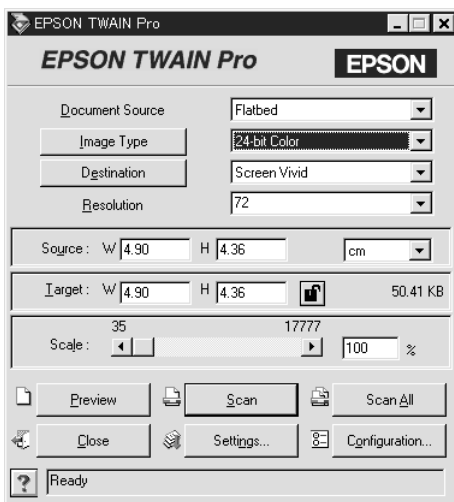 EPSON TWAIN Pro
EPSON TWAIN Pro EPSON
Document Source Flatbed
Image Type 24-bit Color
Destination Screen Vivid
Resolution 72
Source: W 4.90 H 4.36 cm
Target: W 4.90 H 4.36 50.41 KB
35 17777
Scale: 100 %
Preview Scan Scan All
Close Settings... Configuration...
? Ready